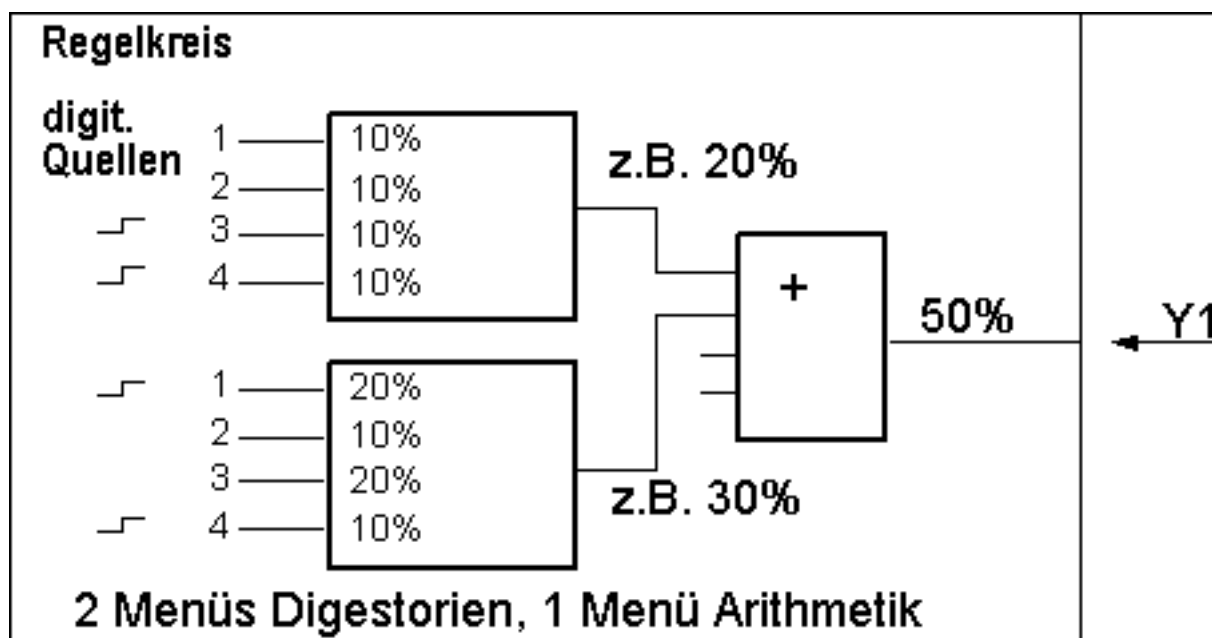 Regelkreis
digit.
Quellen
1 10%
2 10%
3 10%
4 10%
z.B. 20%
+
50%
Y1
1 20%
2 10%
3 20%
4 10%
z.B. 30%
2 Menüs Digestorien, 1 Menü Arithmetik